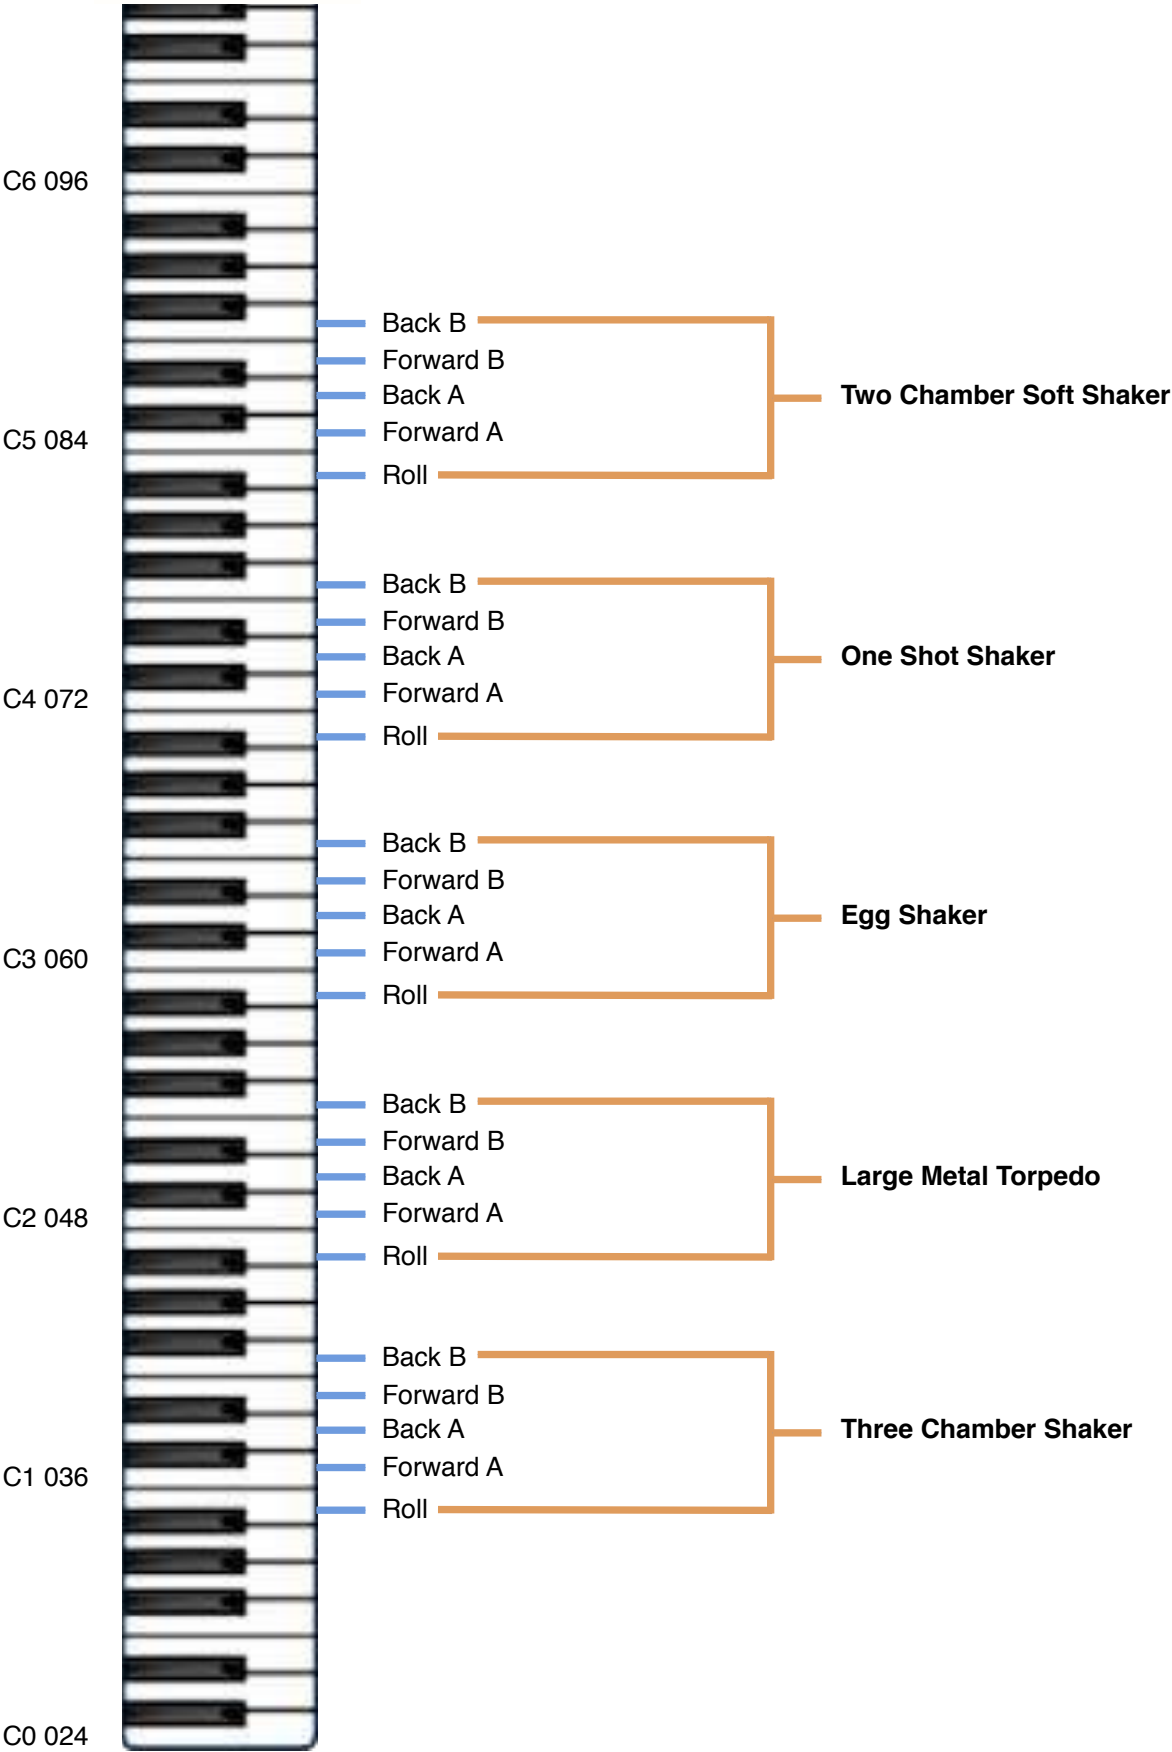 C6 096
Back B
Forward B
Back A
Two Chamber Soft Shaker
Forward A
C5 084
Roll
Back B
Forward B
Back A
One Shot Shaker
Forward A
C4 072
Roll
Back B
Forward B
Back A
Egg Shaker
Forward A
C3 060
Roll
Back B
Forward B
Back A
Large Metal Torpedo
Forward A
C2 048
Roll
Back B
Forward B
Back A
Three Chamber Shaker
Forward A
C1 036
Roll
C0 024